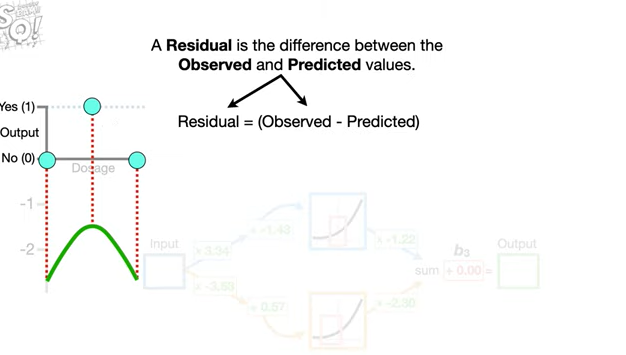 A Residual is the difference between the
Observed and Predicted values.
Residual = (Observed - Predicted)
Yes (1)
Output
No (0)
Dosage
-1
-2
Input
x 3.34
+ -1.43
x -1.22
x -3.53
+ 0.57
x -2.30
b₃
sum + 0.00 =
Output